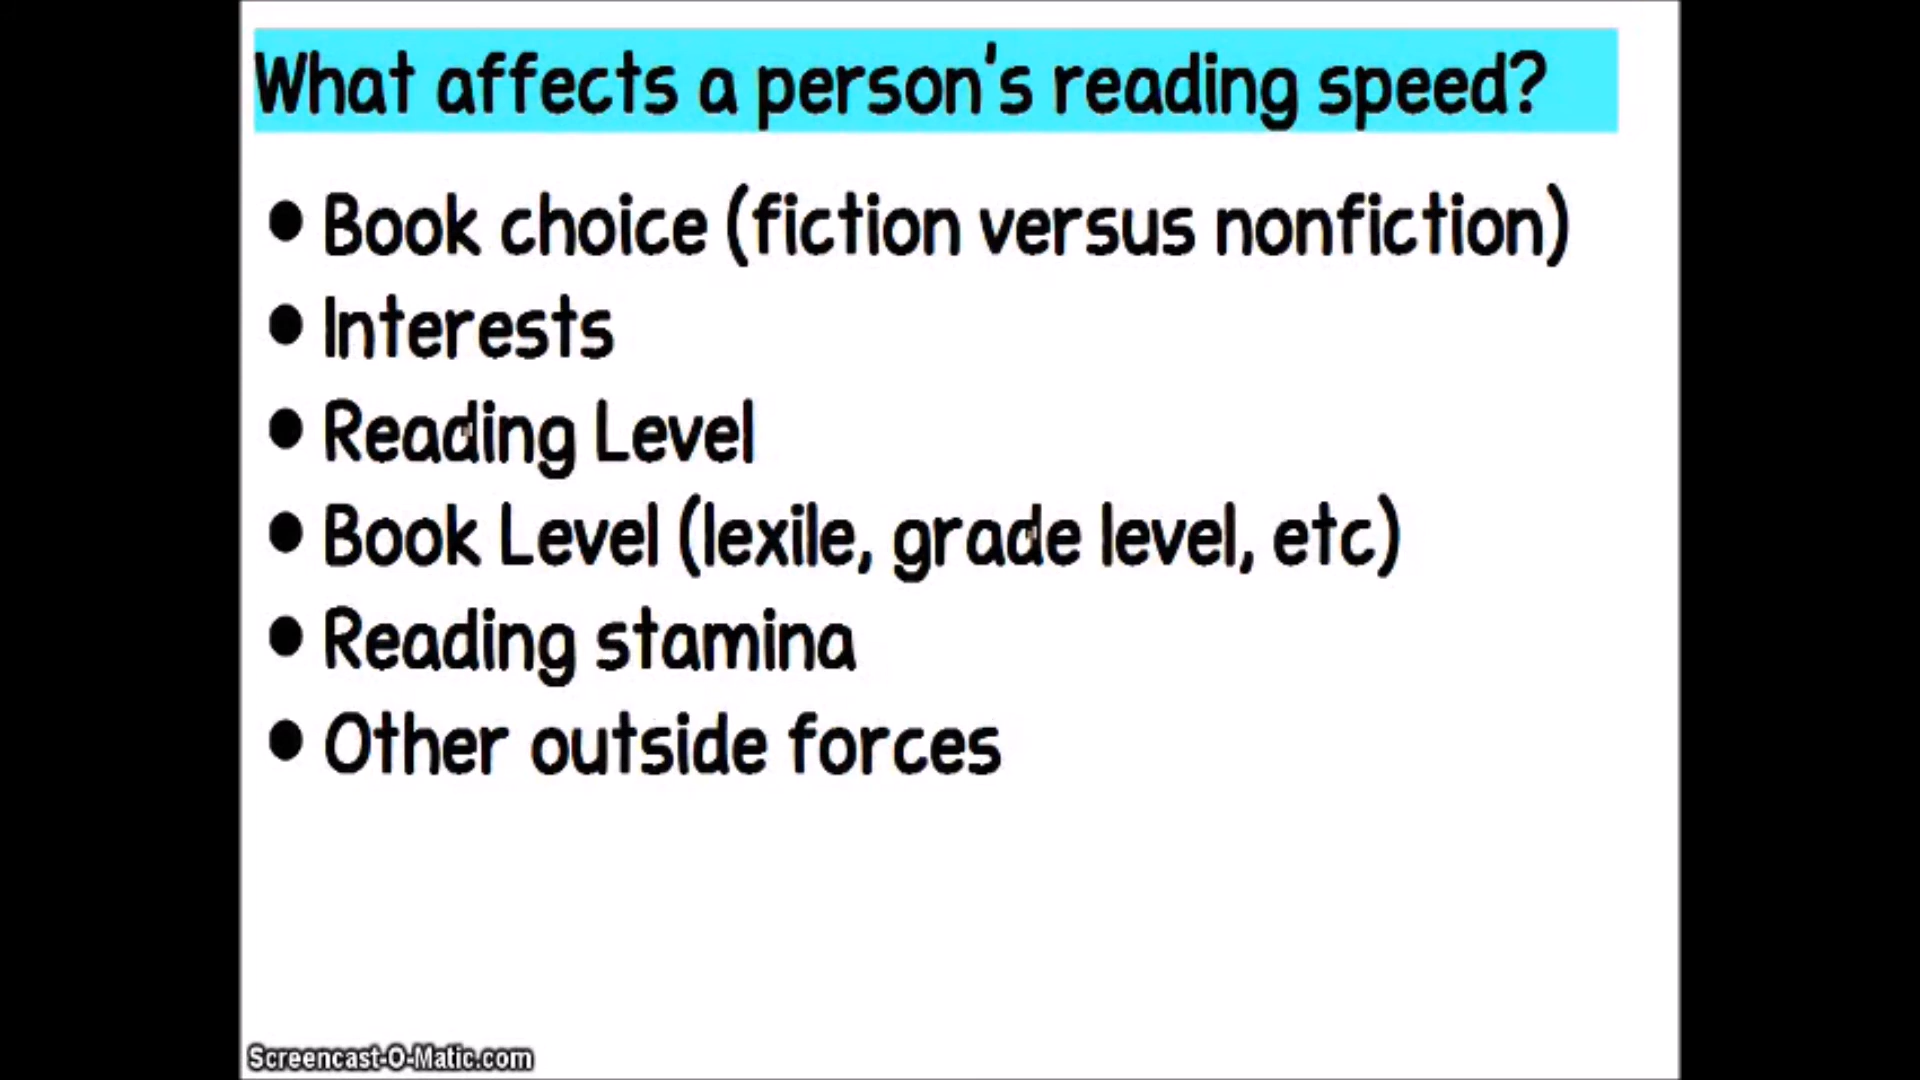 What affects a person's reading speed?
• Book choice (fiction versus nonfiction)
• Interests
• Reading Level
• Book Level (lexile, grade level, etc)
• Reading stamina
• Other outside forces
Screencast-O-Matic.com